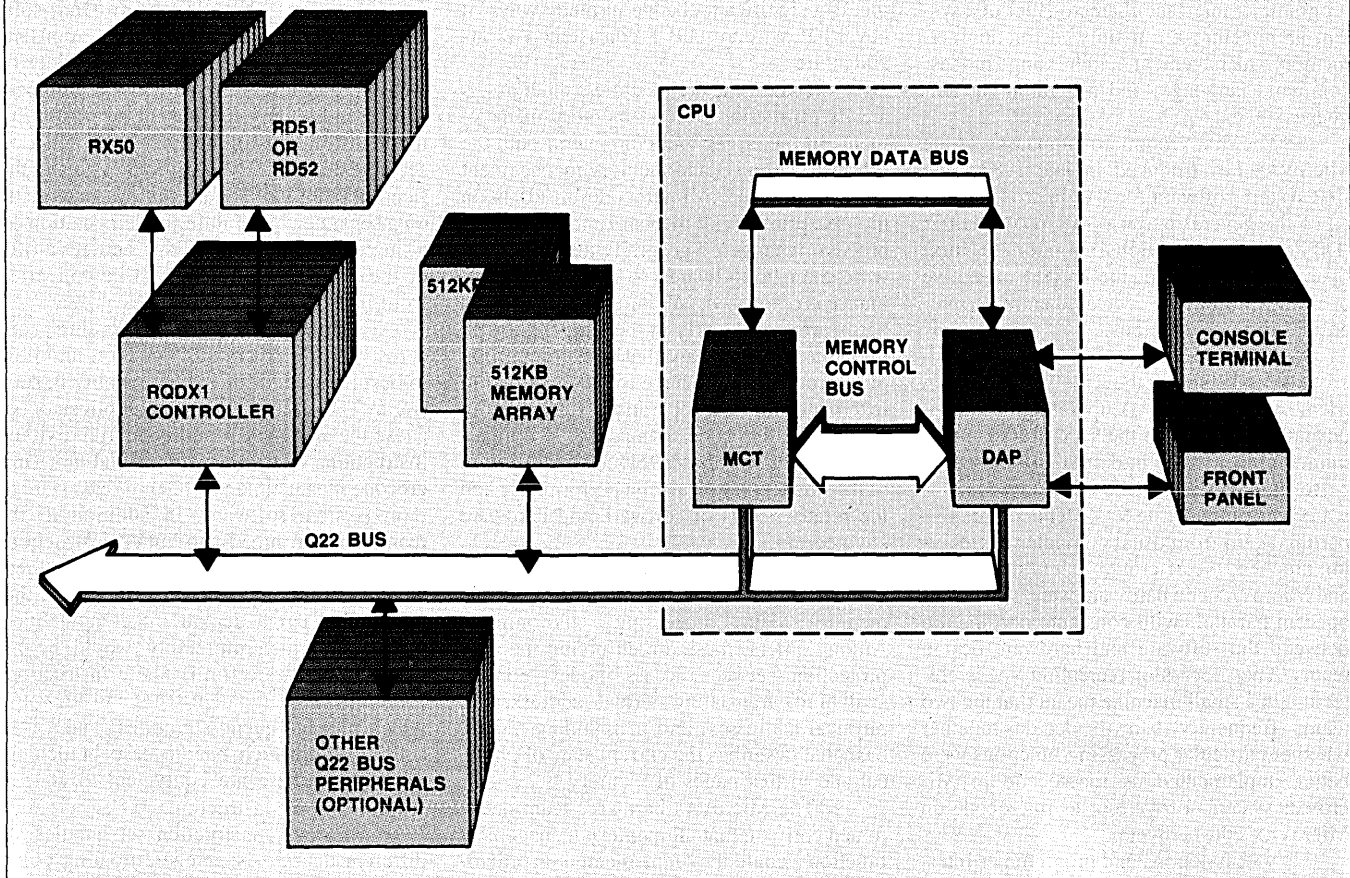 RX50
RD51
OR
RD52
CPU
MEMORY DATA BUS
RQDX1
CONTROLLER
512KB
MEMORY
ARRAY
MEMORY
CONTROL
BUS
MCT
DAP
CONSOLE
TERMINAL
FRONT
PANEL
Q22 BUS
OTHER
Q22 BUS
PERIPHERALS
(OPTIONAL)